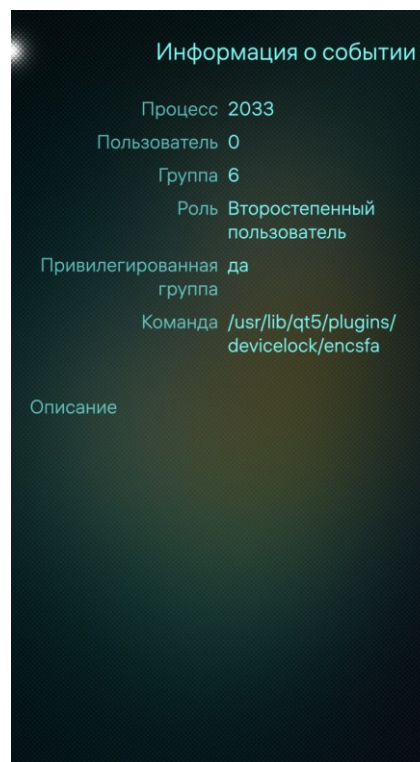 Информация о событии
Процесс 2033
Пользователь 0
Группа 6
Роль Второстепенный
пользователь
Привилегированная да
группа
Команда /usr/lib/qt5/plugins/
devicelock/encsfa
Описание